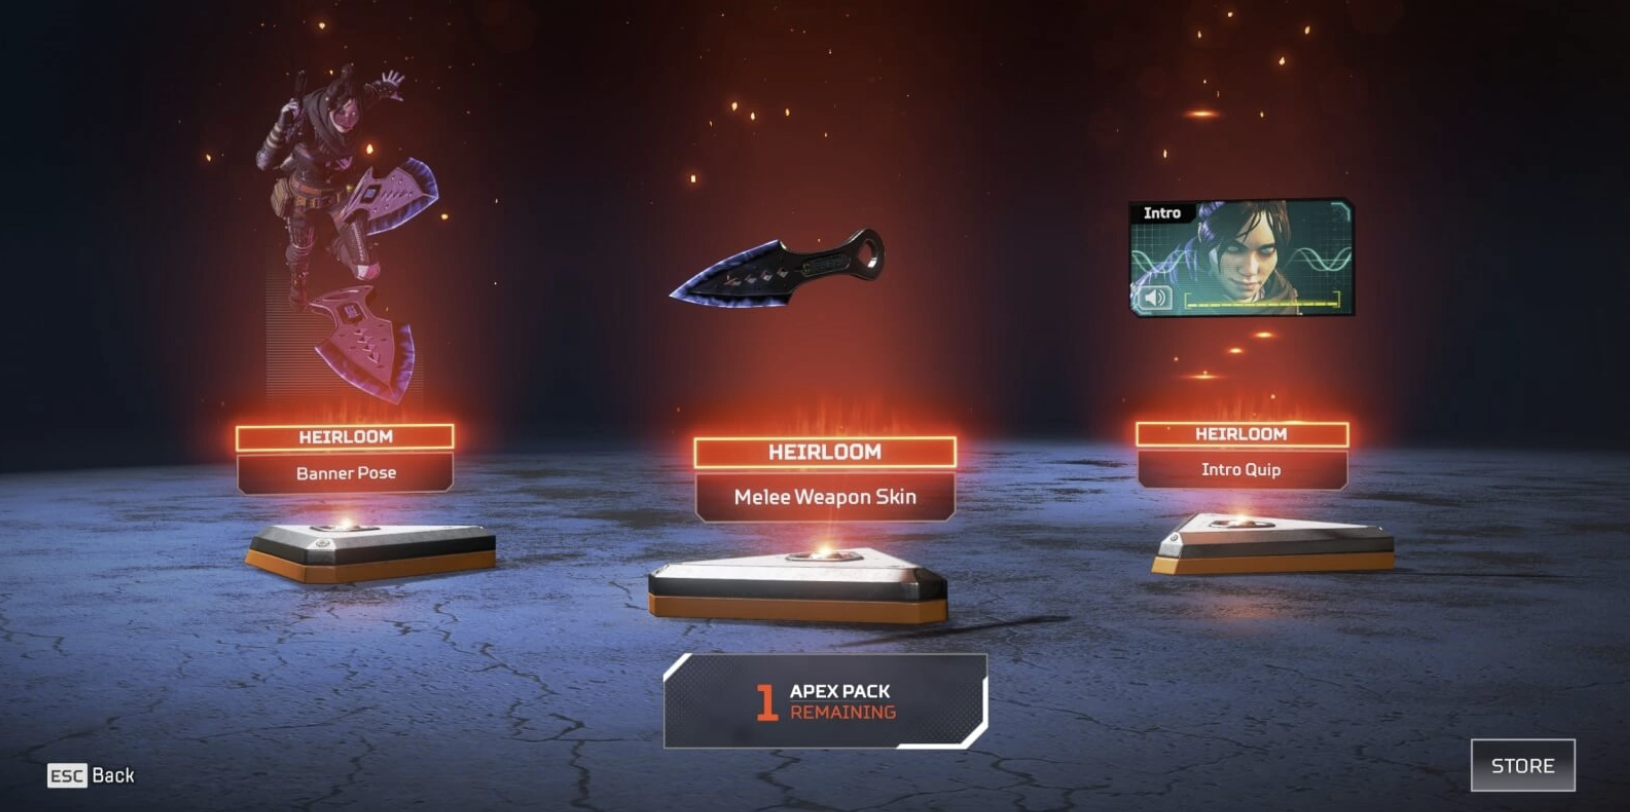 Intro
HEIRLOOM
Banner Pose
HEIRLOOM
Melee Weapon Skin
HEIRLOOM
Intro Quip
1 APEX PACK
REMAINING
ESC Back
STORE